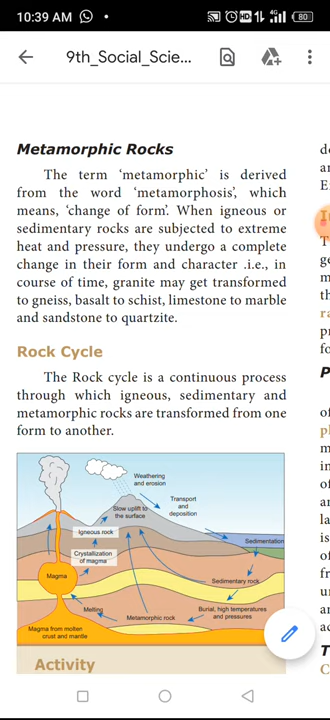 10:39 AM
HD
4G
80
9th_Social_Scie...
Metamorphic Rocks
The term ‘metamorphic’ is derived
from the word ‘metamorphosis’, which
means, ‘change of form’. When igneous or
sedimentary rocks are subjected to extreme
heat and pressure, they undergo a complete
change in their form and character .i.e., in
course of time, granite may get transformed
to gneiss, basalt to schist, limestone to marble
and sandstone to quartzite.
Rock Cycle
The Rock cycle is a continuous process
through which igneous, sedimentary and
metamorphic rocks are transformed from one
form to another.
Weathering
and erosion
Slow uplift to
the surface
Transport
and
deposition
Igneous rock
Sedimentation
Crystallization
of magma
Magma
Sedimentary rock
Melting
Burial, high temperatures
and pressures
Metamorphic rock
Magma from molten
crust and mantle
Activity